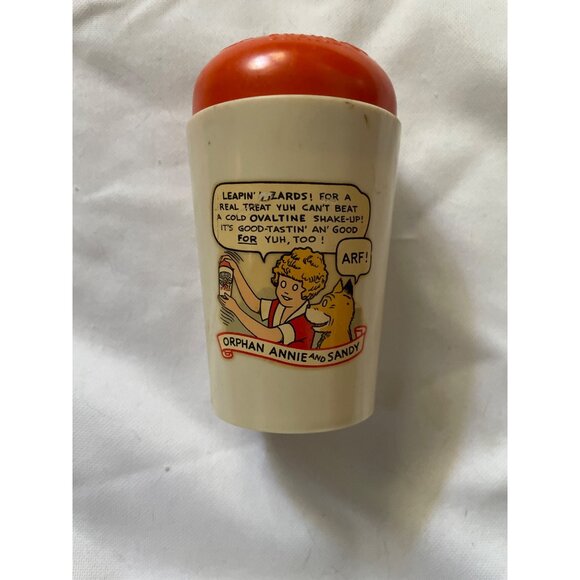 LEAPIN' LIZARDS! FOR A
REAL TREAT YUH CAN'T BEAT
A COLD OVALTINE SHAKE-UP!
IT'S GOOD-TASTIN' AN' GOOD
FOR YUH, TOO!
ARF!
ORPHAN ANNIE AND SANDY